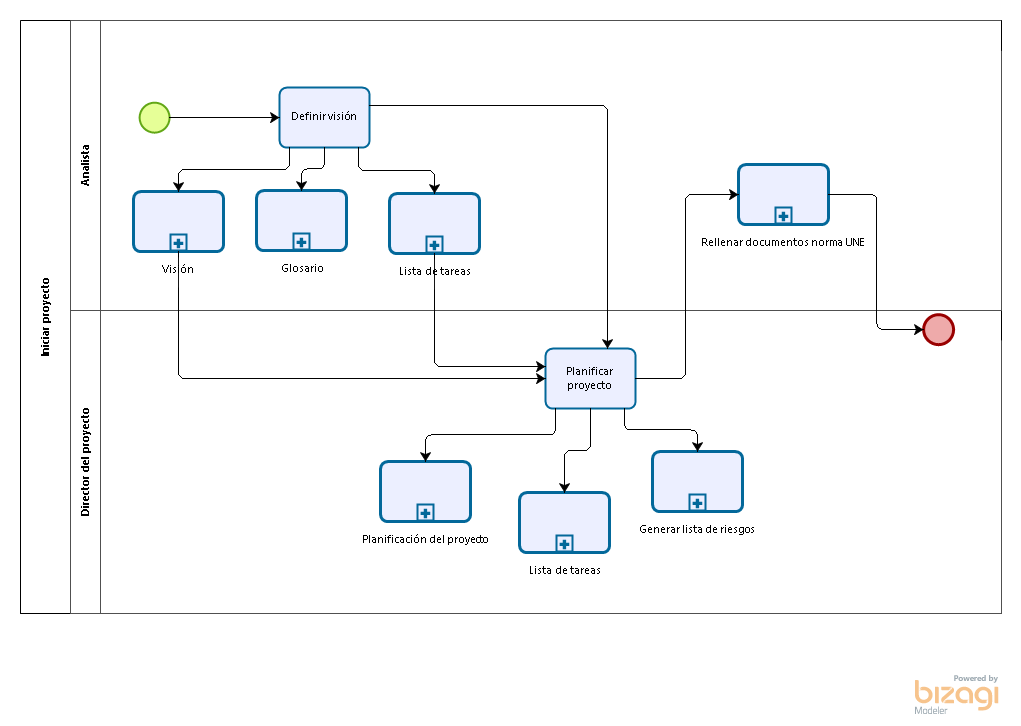 Iniciar proyecto
Analista
Definir visión
Visión
Glosario
Lista de tareas
Rellenar documentos norma UNE
Director del proyecto
Planificar
proyecto
Planificación del proyecto
Lista de tareas
Generar lista de riesgos
Powered by
bizagi
Modeler